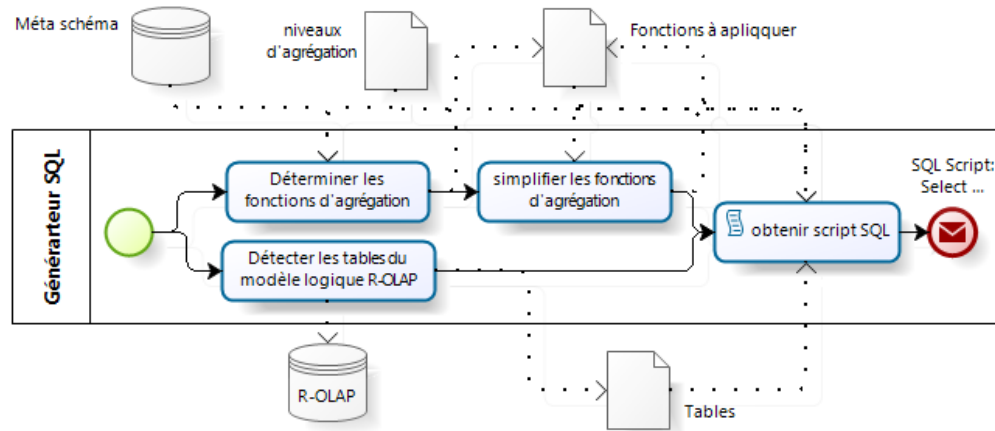 Méta schéma
niveaux
d'agrégation
Fonctions à apliqquer
Générarteur SQL
Déterminer les
fonctions d'agrégation
simplifier les fonctions
d'agrégation
SQL Script:
Select ...
obtenir script SQL
Détecter les tables du
modèle logique R-OLAP
R-OLAP
Tables